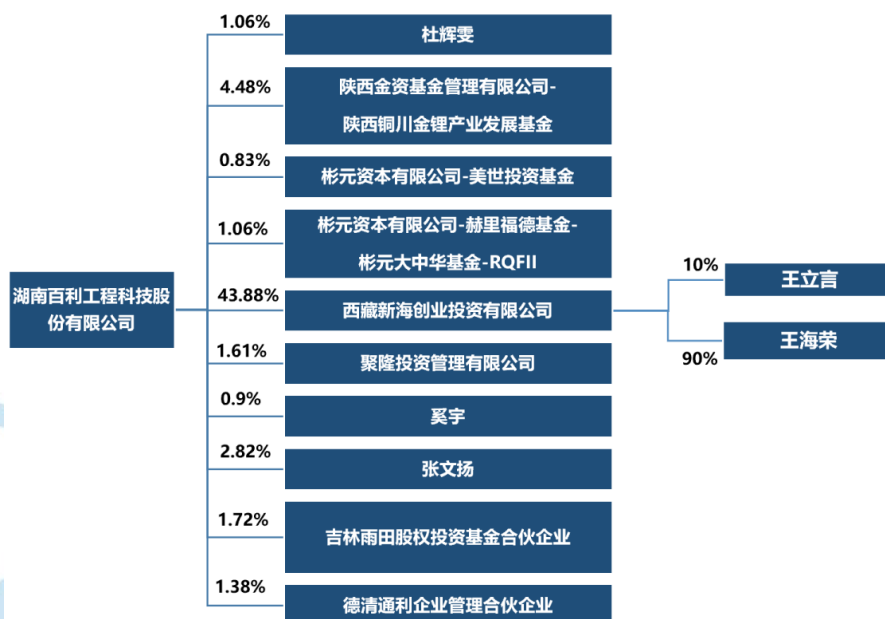 1.06%
杜辉雯
4.48%
陕西金资基金管理有限公司-
陕西铜川金锂产业发展基金
0.83%
彬元资本有限公司-美世投资基金
1.06%
彬元资本有限公司-赫里福德基金-
彬元大中华基金-RQFII
湖南百利工程科技股
份有限公司
43.88%
西藏新海创业投资有限公司
10%
王立言
90%
王海荣
1.61%
聚隆投资管理有限公司
0.9%
奚宇
2.82%
张文扬
1.72%
吉林雨田股权投资基金合伙企业
1.38%
德清通利企业管理合伙企业